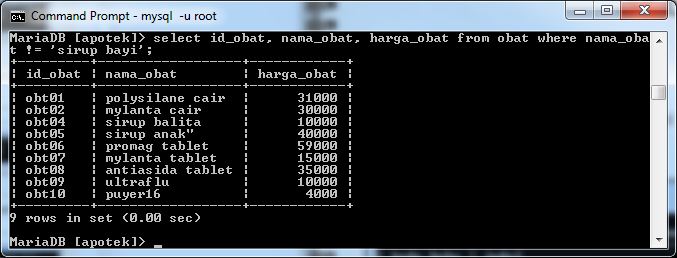 Command Prompt - mysql -u root
MariaDB [apotek]> select id_obat, nama_obat, harga_obat from obat where nama_oba
t != 'sirup bayi';
+---------+------------------+------------+
| id_obat | nama_obat        | harga_obat |
+---------+------------------+------------+
| obt01   | polysilane cair  |      31000 |
| obt02   | mylanta cair     |      30000 |
| obt04   | sirup balita     |      10000 |
| obt05   | sirup anak"      |      40000 |
| obt06   | promag tablet    |      59000 |
| obt07   | mylanta tablet   |      15000 |
| obt08   | antiasida tablet |      35000 |
| obt09   | ultraflu         |      10000 |
| obt10   | puyer16          |       4000 |
+---------+------------------+------------+
9 rows in set (0.00 sec)
MariaDB [apotek]> _